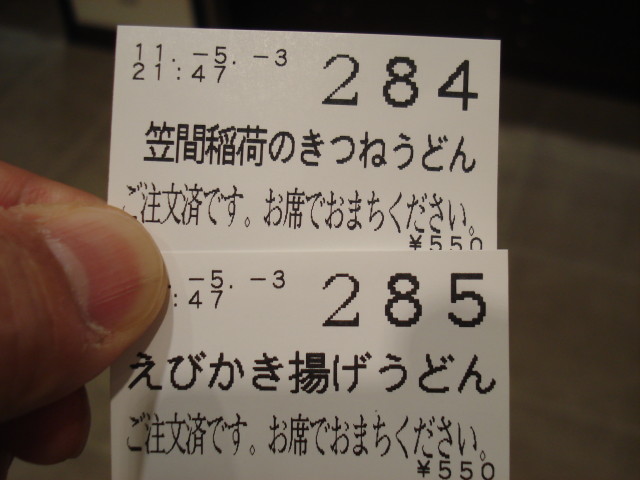 11. -5. -3
21:47
284
笠間稲荷のきつねうどん
ご注文済です。お席でおまちください。
¥550
-5. -3
:47
285
えびかき揚げうどん
ご注文済です。お席でおまちください。
¥550